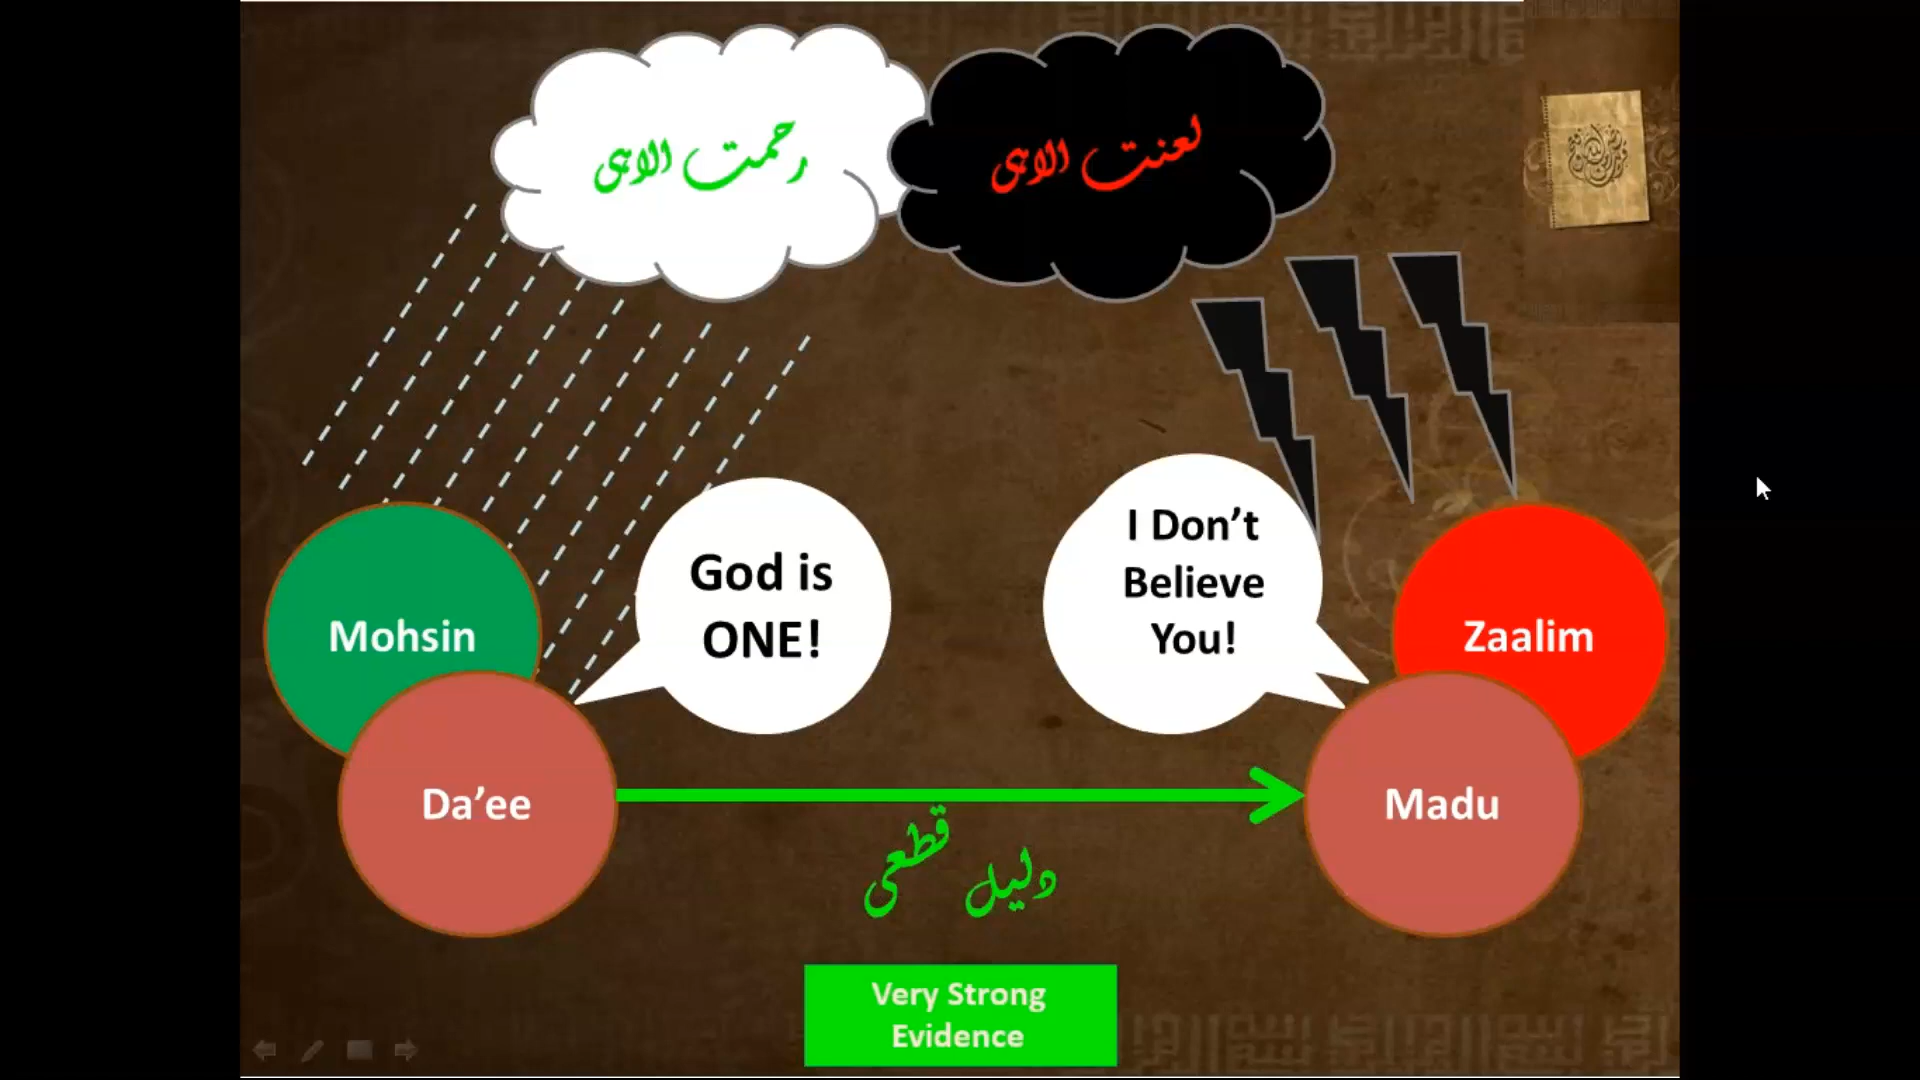 رحمت الاہی
لعنت الاہی
God is
ONE!
I Don’t
Believe
You!
Mohsin
Zaalim
Da’ee
Madu
دلیل قطعی
Very Strong
Evidence